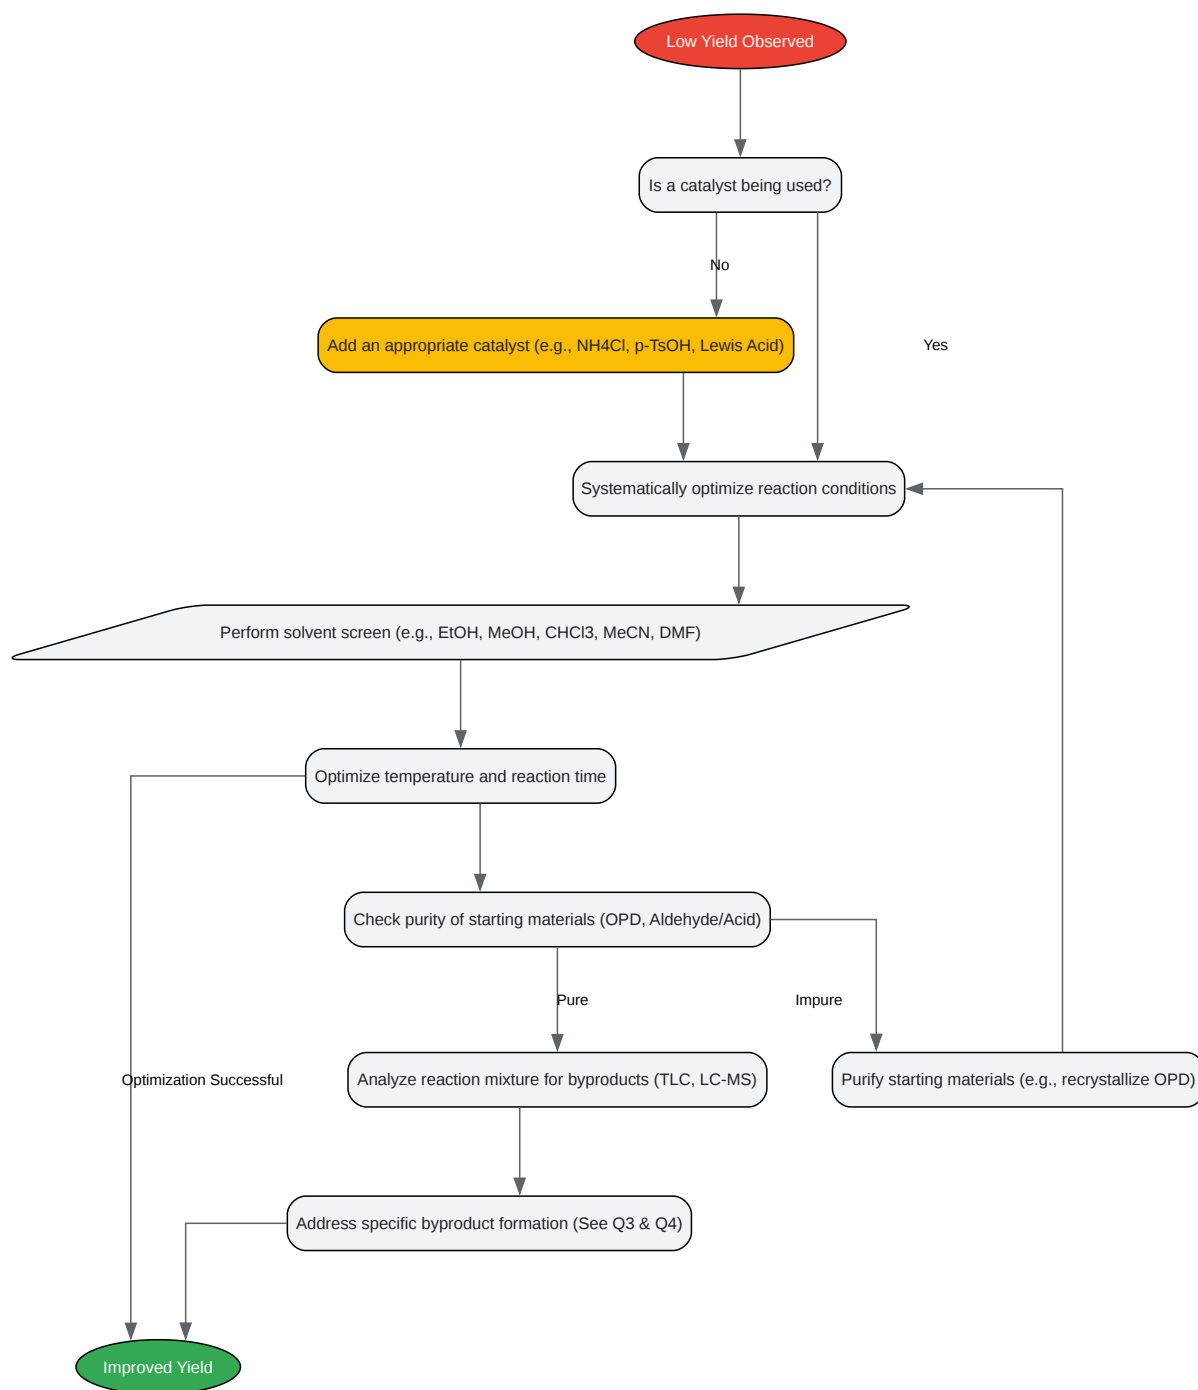 Low Yield Observed
Is a catalyst being used?
No
Add an appropriate catalyst (e.g., NH4Cl, p-TsOH, Lewis Acid)
Yes
Systematically optimize reaction conditions
Perform solvent screen (e.g., EtOH, MeOH, CHCl3, MeCN, DMF)
Optimize temperature and reaction time
Check purity of starting materials (OPD, Aldehyde/Acid)
Pure
Impure
Optimization Successful
Analyze reaction mixture for byproducts (TLC, LC-MS)
Purify starting materials (e.g., recrystallize OPD)
Address specific byproduct formation (See Q3 & Q4)
Improved Yield